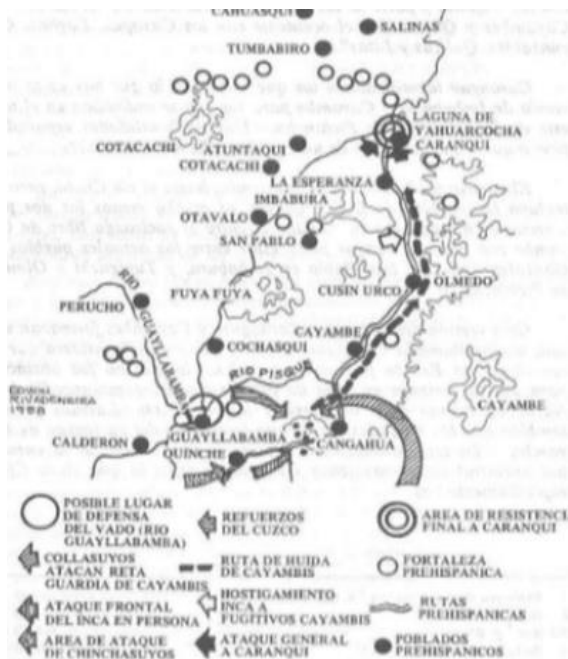 CAHUASQUI
SALINAS
TUMBABIRO
LAGUNA DE
YAHUARCOCHA
CARANQUI
COTACACHI
ATUNTAQUI
COTACACHI
LA ESPERANZA
IMBABURA
OTAVALO
SAN PABLO
CUSIN URCO
OLMEDO
PERUCHO
RIO
GUAYLLABAMBA
FUYA FUYA
CAYAMBE
COCHASQUI
RIO PISQUE
CAYAMBE
CALDERON
GUAYLLABAMBA
QUINCHE
CANGAHUA
POSIBLE LUGAR
DE DEFENSA
DEL VADO (RIO
GUAYLLABAMBA)
COLLASUYOS
ATACAN RETA
GUARDIA DE CAYAMBIS
ATAQUE FRONTAL
DEL INCA EN PERSONA
AREA DE ATAQUE
DE CHINCHASUYOS
REFUERZOS
DEL CUZCO
RUTA DE HUIDA
DE CAYAMBIS
HOSTIGAMIENTO
INCA A
FUGITIVOS CAYAMBIS
ATAQUE GENERAL
A CARANQUI
AREA DE RESISTENCIA
FINAL A CARANQUI
FORTALEZA
PREHISPANICA
RUTAS
PREHISPANICAS
POBLADOS
PREHISPANICOS